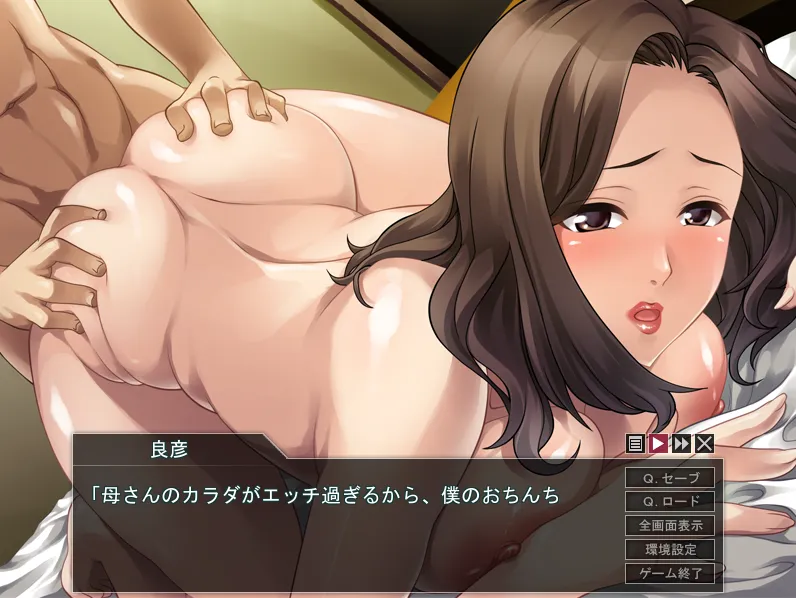 良彦
「母さんのカラダがエッチ過ぎるから、僕のおちんち
Q.セーブ
Q.ロード
全画面表示
環境設定
ゲーム終了